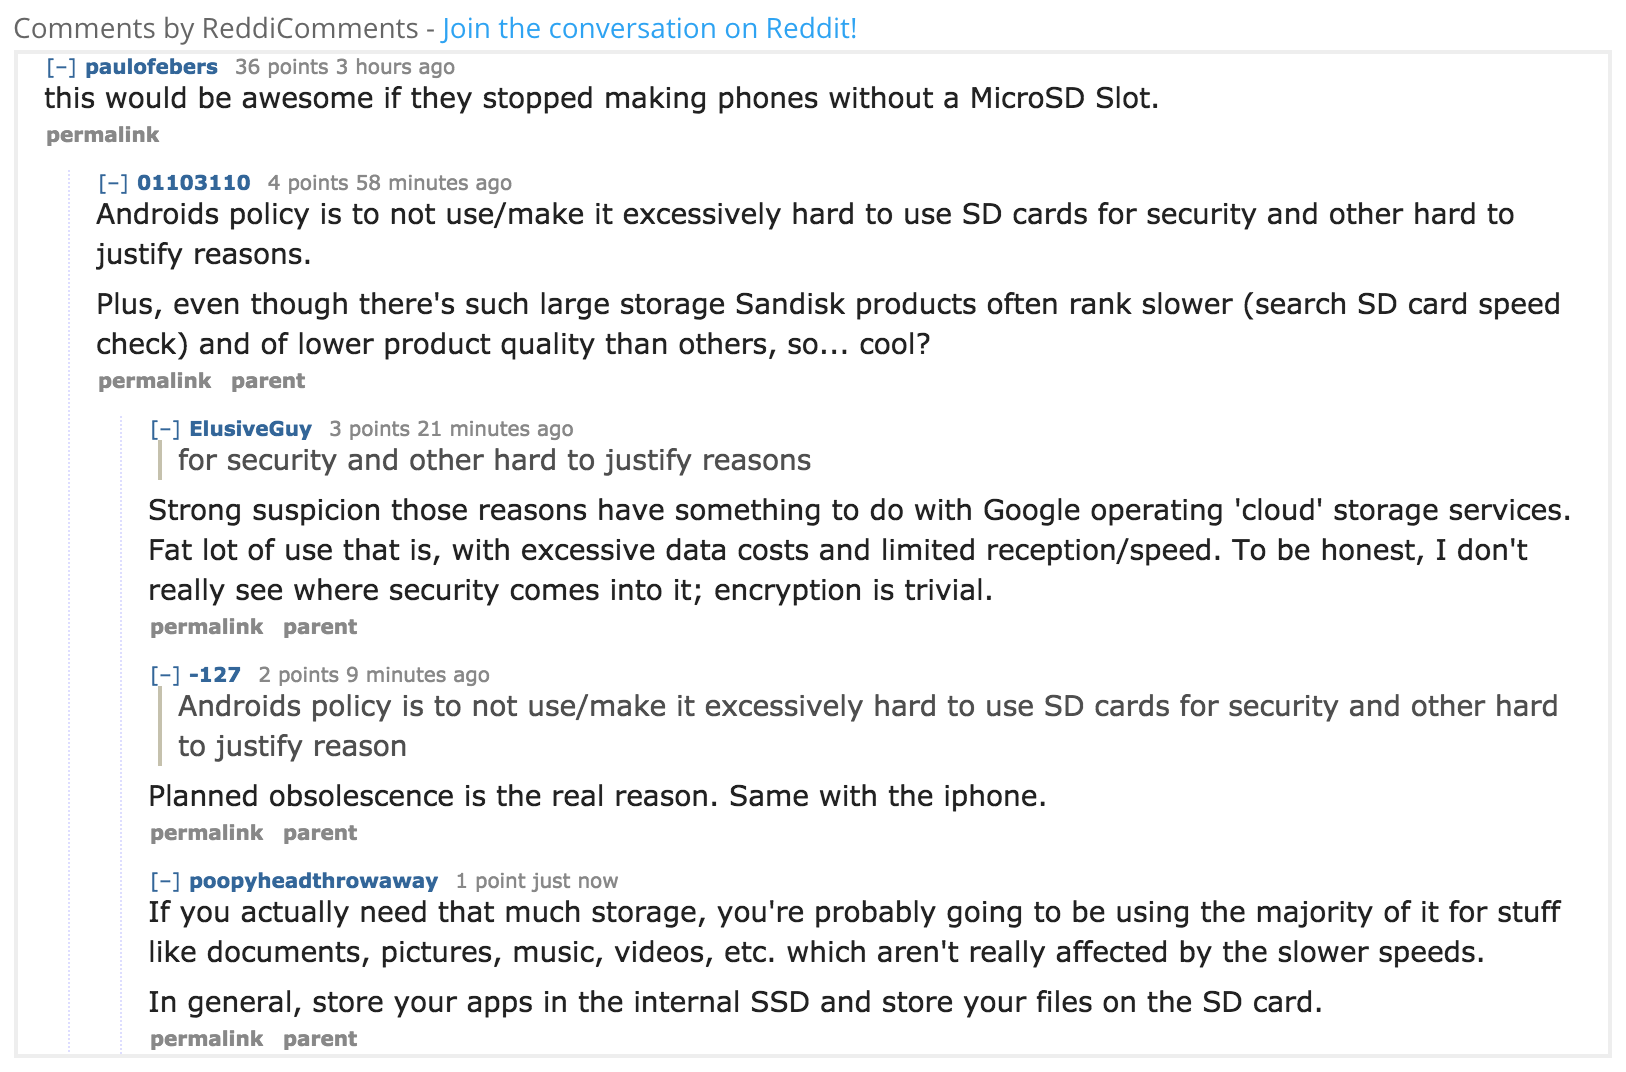 Comments by ReddiComments - Join the conversation on Reddit!
[–] paulofebers 36 points 3 hours ago
this would be awesome if they stopped making phones without a MicroSD Slot.
permalink
[–] 01103110 4 points 58 minutes ago
Androids policy is to not use/make it excessively hard to use SD cards for security and other hard to
justify reasons.
Plus, even though there's such large storage Sandisk products often rank slower (search SD card speed
check) and of lower product quality than others, so... cool?
permalink parent
[–] ElusiveGuy 3 points 21 minutes ago
for security and other hard to justify reasons
Strong suspicion those reasons have something to do with Google operating 'cloud' storage services.
Fat lot of use that is, with excessive data costs and limited reception/speed. To be honest, I don't
really see where security comes into it; encryption is trivial.
permalink parent
[–] -127 2 points 9 minutes ago
Androids policy is to not use/make it excessively hard to use SD cards for security and other hard
to justify reason
Planned obsolescence is the real reason. Same with the iphone.
permalink parent
[–] poopyheadthrowaway 1 point just now
If you actually need that much storage, you're probably going to be using the majority of it for stuff
like documents, pictures, music, videos, etc. which aren't really affected by the slower speeds.
In general, store your apps in the internal SSD and store your files on the SD card.
permalink parent